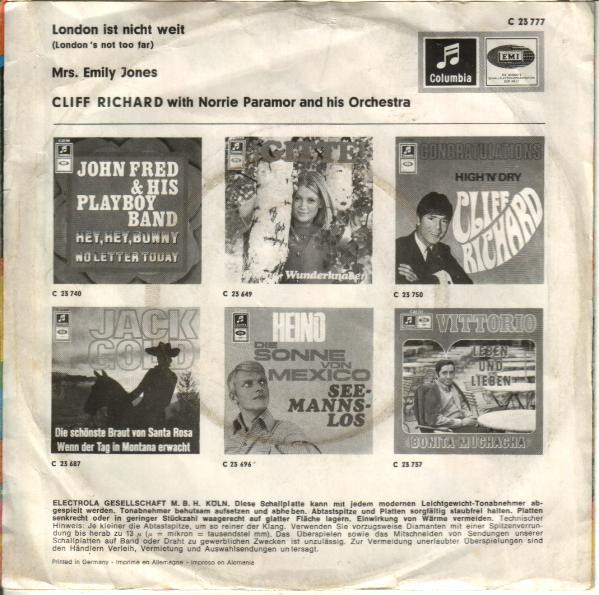 London ist nicht weit
(London's not too far)
Mrs. Emily Jones
CLIFF RICHARD with Norrie Paramor and his Orchestra
C 23 777
Columbia
EMI
JOHN FRED
& HIS
PLAYBOY
BAND
HEY, HEY, BUNNY
NO LETTER TODAY
C 23 740
GITTE
Wunderknaben
C 23 649
CONGRATULATIONS
HIGH'N'DRY
CLIFF
RICHARD
C 23 750
JACK
GOLD
Die schönste Braut von Santa Rosa
Wenn der Tag in Montana erwacht
C 23 687
HEINO
DIE
SONNE
VON
MEXICO
SEE-
MANNS-
LOS
C 23 696
VITTORIO
LEBEN
UND
LIEBEN
BONITA MUCHACHA
C 23 737
ELECTROLA GESELLSCHAFT M. B. H. KÖLN. Diese Schallplatte kann mit jedem modernen Leichtgewicht-Tonabnehmer ab-
gespielt werden. Tonabnehmer behutsam aufsetzen und abheben. Abtastspitze und Platten sorgfältig staubfrei halten. Platten
senkrecht oder in geringer Stückzahl waagerecht auf glatter Fläche lagern. Einwirkung von Wärme vermeiden. Technischer
Hinweis: Je kleiner die Abtastspitze, um so reiner der Klang. Verwenden Sie vorzugsweise Diamanten mit einer Spitzenverrun-
dung bis herab zu 13 µ (µ = mikron = tausendstel mm). Das Überspielen sowie das Mitschneiden von Sendungen unserer
Schallplatten auf Band oder Draht zu gewerblichen Zwecken ist unzulässig. Zur Vermeidung unerlaubter Überspielungen sind
den Händlern Verleih, Vermietung und Auswahlsendungen untersagt.
Printed in Germany - Imprimé en Allemagne - Impreso en Alemania